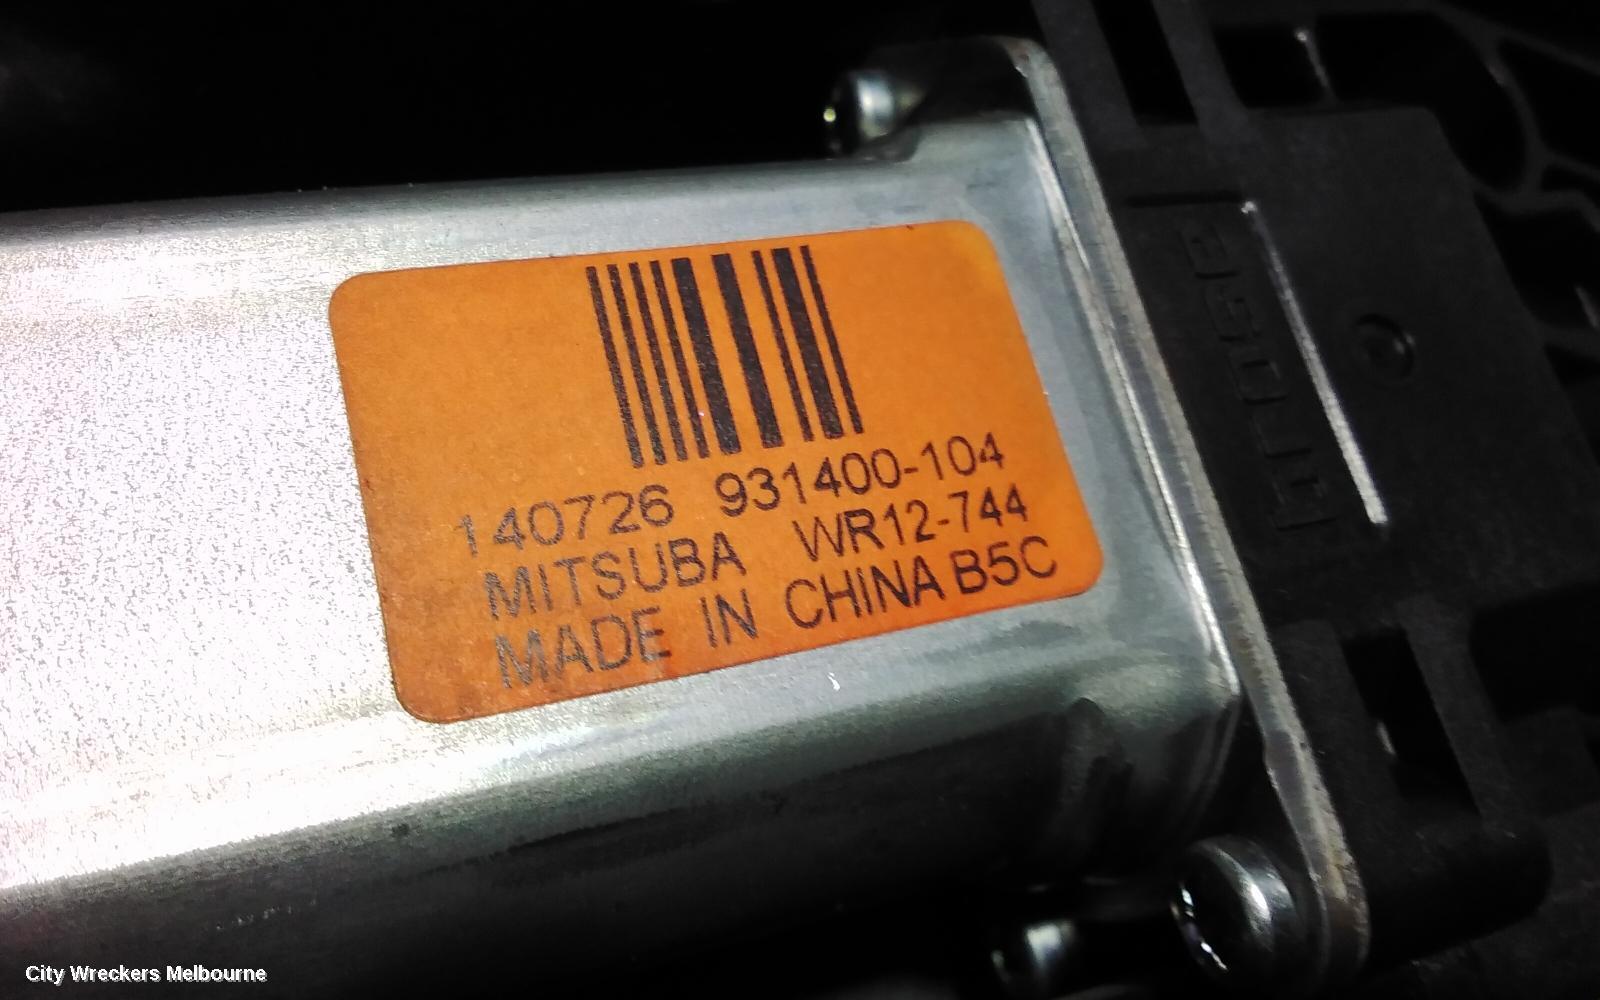 140726 931400-104
MITSUBA WR12-744
MADE IN CHINA B5C
City Wreckers Melbourne